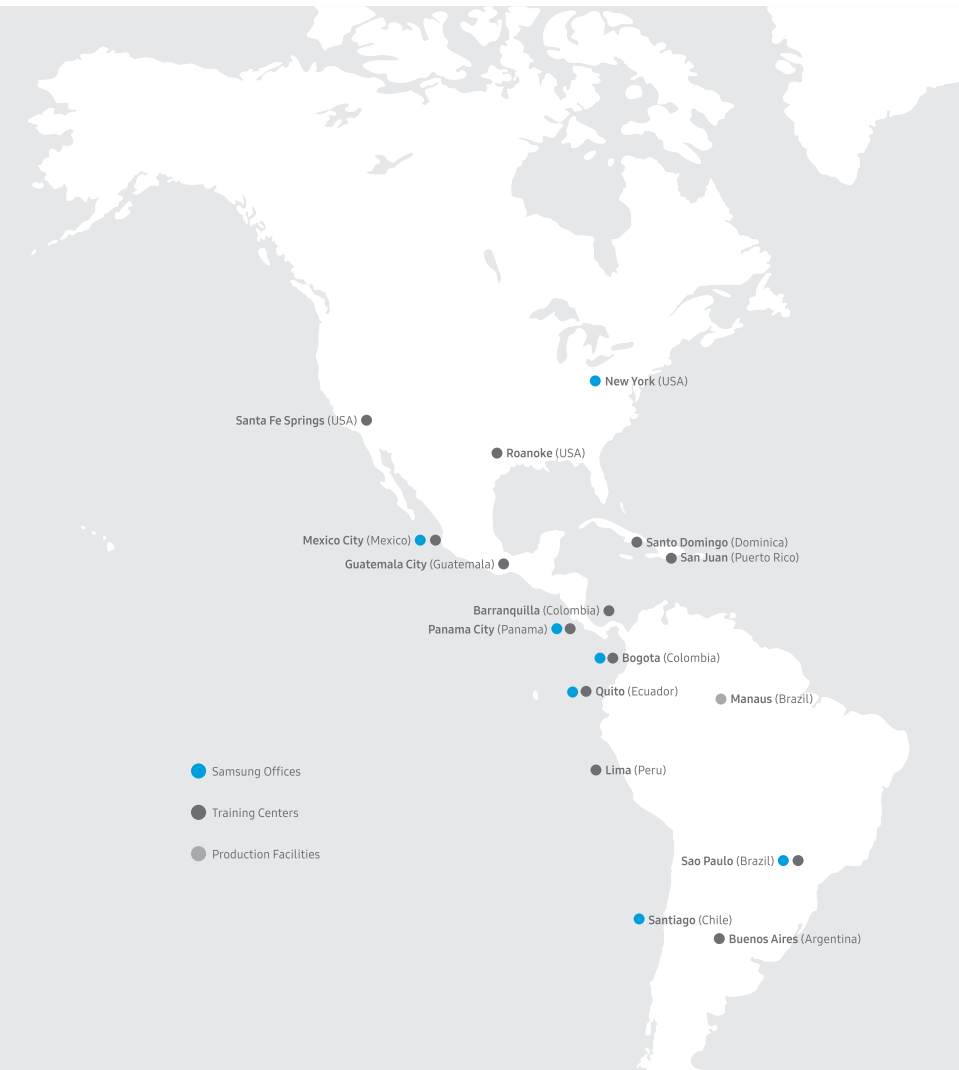 New York (USA)
Santa Fe Springs (USA)
Roanoke (USA)
Mexico City (Mexico)
Santo Domingo (Dominica)
San Juan (Puerto Rico)
Guatemala City (Guatemala)
Barranquilla (Colombia)
Panama City (Panama)
Bogota (Colombia)
Quito (Ecuador)
Manaus (Brazil)
Lima (Peru)
Samsung Offices
Training Centers
Production Facilities
Sao Paulo (Brazil)
Santiago (Chile)
Buenos Aires (Argentina)